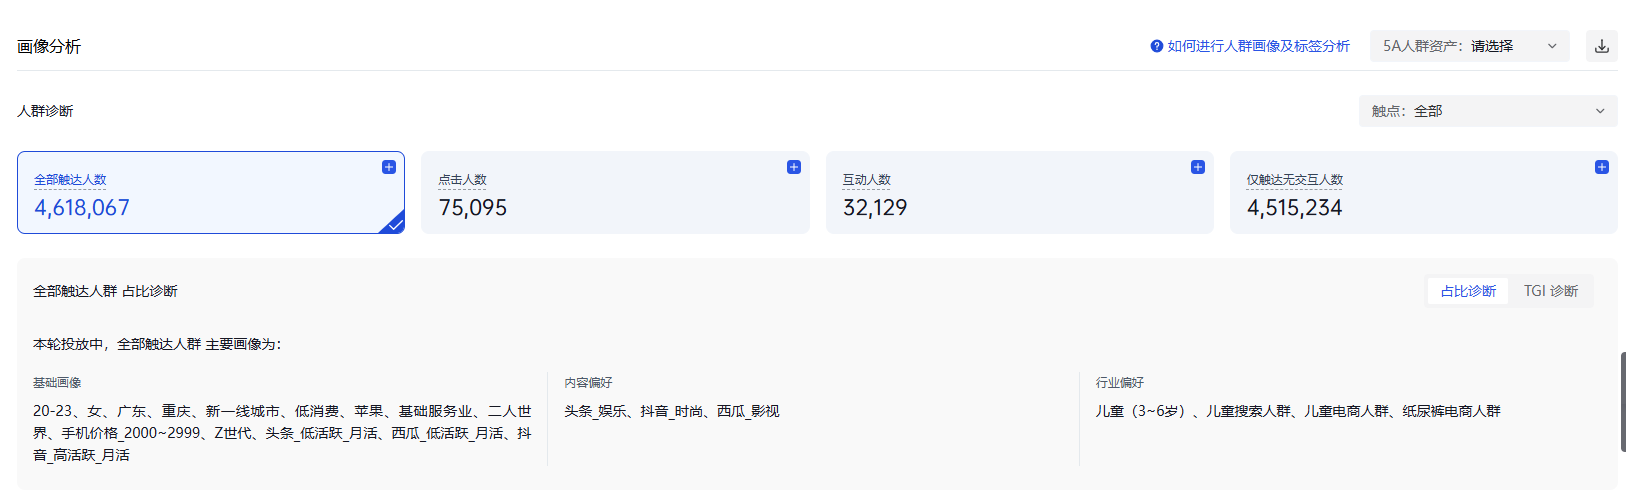 画像分析
如何进行人群画像及标签分析
5A人群资产：请选择
人群诊断
触点：全部
全部触达人数
4,618,067
点击人数
75,095
互动人数
32,129
仅触达无交互人数
4,515,234
全部触达人群 占比诊断
占比诊断
TGI 诊断
本轮投放中，全部触达人群 主要画像为：
基础画像
20-23、女、广东、重庆、新一线城市、低消费、苹果、基础服务业、二人世
界、手机价格_2000~2999、Z世代、头条_低活跃_月活、西瓜_低活跃_月活、抖
音_高活跃_月活
内容偏好
头条_娱乐、抖音_时尚、西瓜_影视
行业偏好
儿童（3~6岁）、儿童搜索人群、儿童电商人群、纸尿裤电商人群